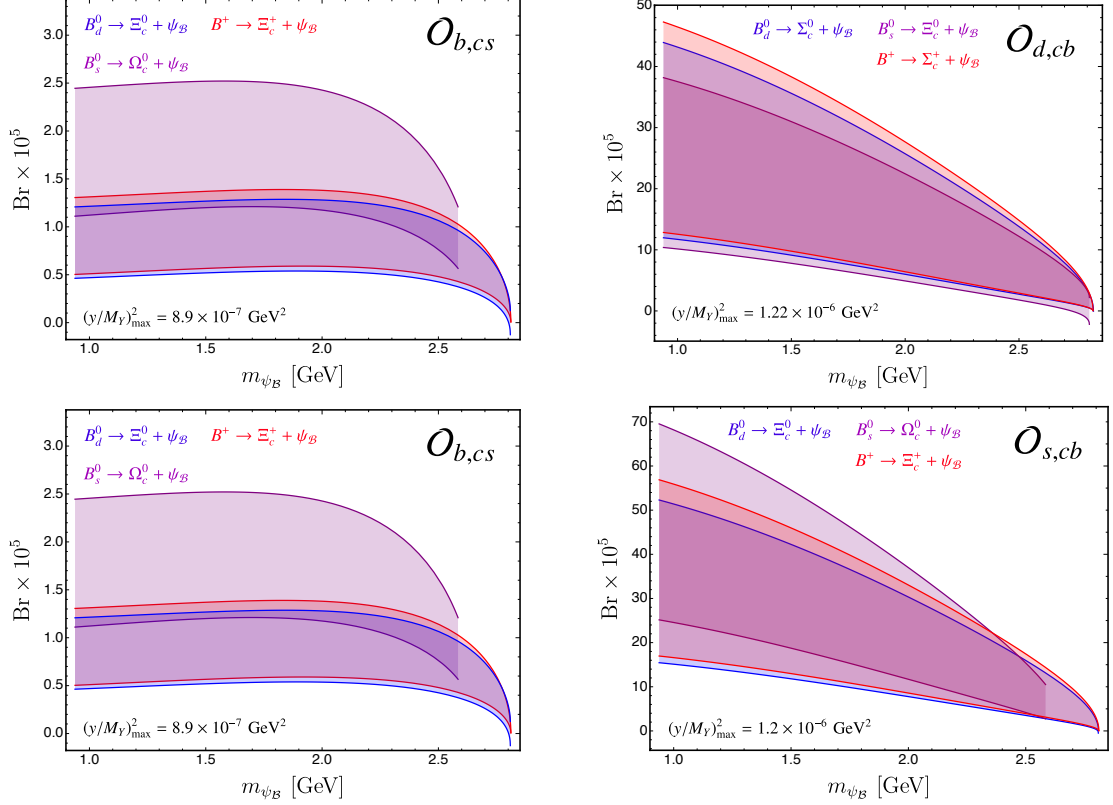 B_d^0 → Ξ_c^0 + ψ_ℬ B^+ → Ξ_c^+ + ψ_ℬ
B_s^0 → Ω_c^0 + ψ_ℬ
𝒪_{b,cs}
Br × 10^5
3.0
2.5
2.0
1.5
1.0
0.5
0.0
(y/M_Y)^2_max = 8.9 × 10^{-7} GeV^2
1.0 1.5 2.0 2.5
m_{ψ_ℬ} [GeV]
B_d^0 → Σ_c^0 + ψ_ℬ B_s^0 → Ξ_c^0 + ψ_ℬ
B^+ → Σ_c^+ + ψ_ℬ
𝒪_{d,cb}
Br × 10^5
50
40
30
20
10
0
(y/M_Y)^2_max = 1.22 × 10^{-6} GeV^2
1.0 1.5 2.0 2.5
m_{ψ_ℬ} [GeV]
B_d^0 → Ξ_c^0 + ψ_ℬ B^+ → Ξ_c^+ + ψ_ℬ
B_s^0 → Ω_c^0 + ψ_ℬ
𝒪_{b,cs}
Br × 10^5
3.0
2.5
2.0
1.5
1.0
0.5
0.0
(y/M_Y)^2_max = 8.9 × 10^{-7} GeV^2
1.0 1.5 2.0 2.5
m_{ψ_ℬ} [GeV]
B_d^0 → Ξ_c^0 + ψ_ℬ B_s^0 → Ω_c^0 + ψ_ℬ
B^+ → Ξ_c^+ + ψ_ℬ
𝒪_{s,cb}
Br × 10^5
70
60
50
40
30
20
10
0
(y/M_Y)^2_max = 1.2 × 10^{-6} GeV^2
1.0 1.5 2.0 2.5
m_{ψ_ℬ} [GeV]